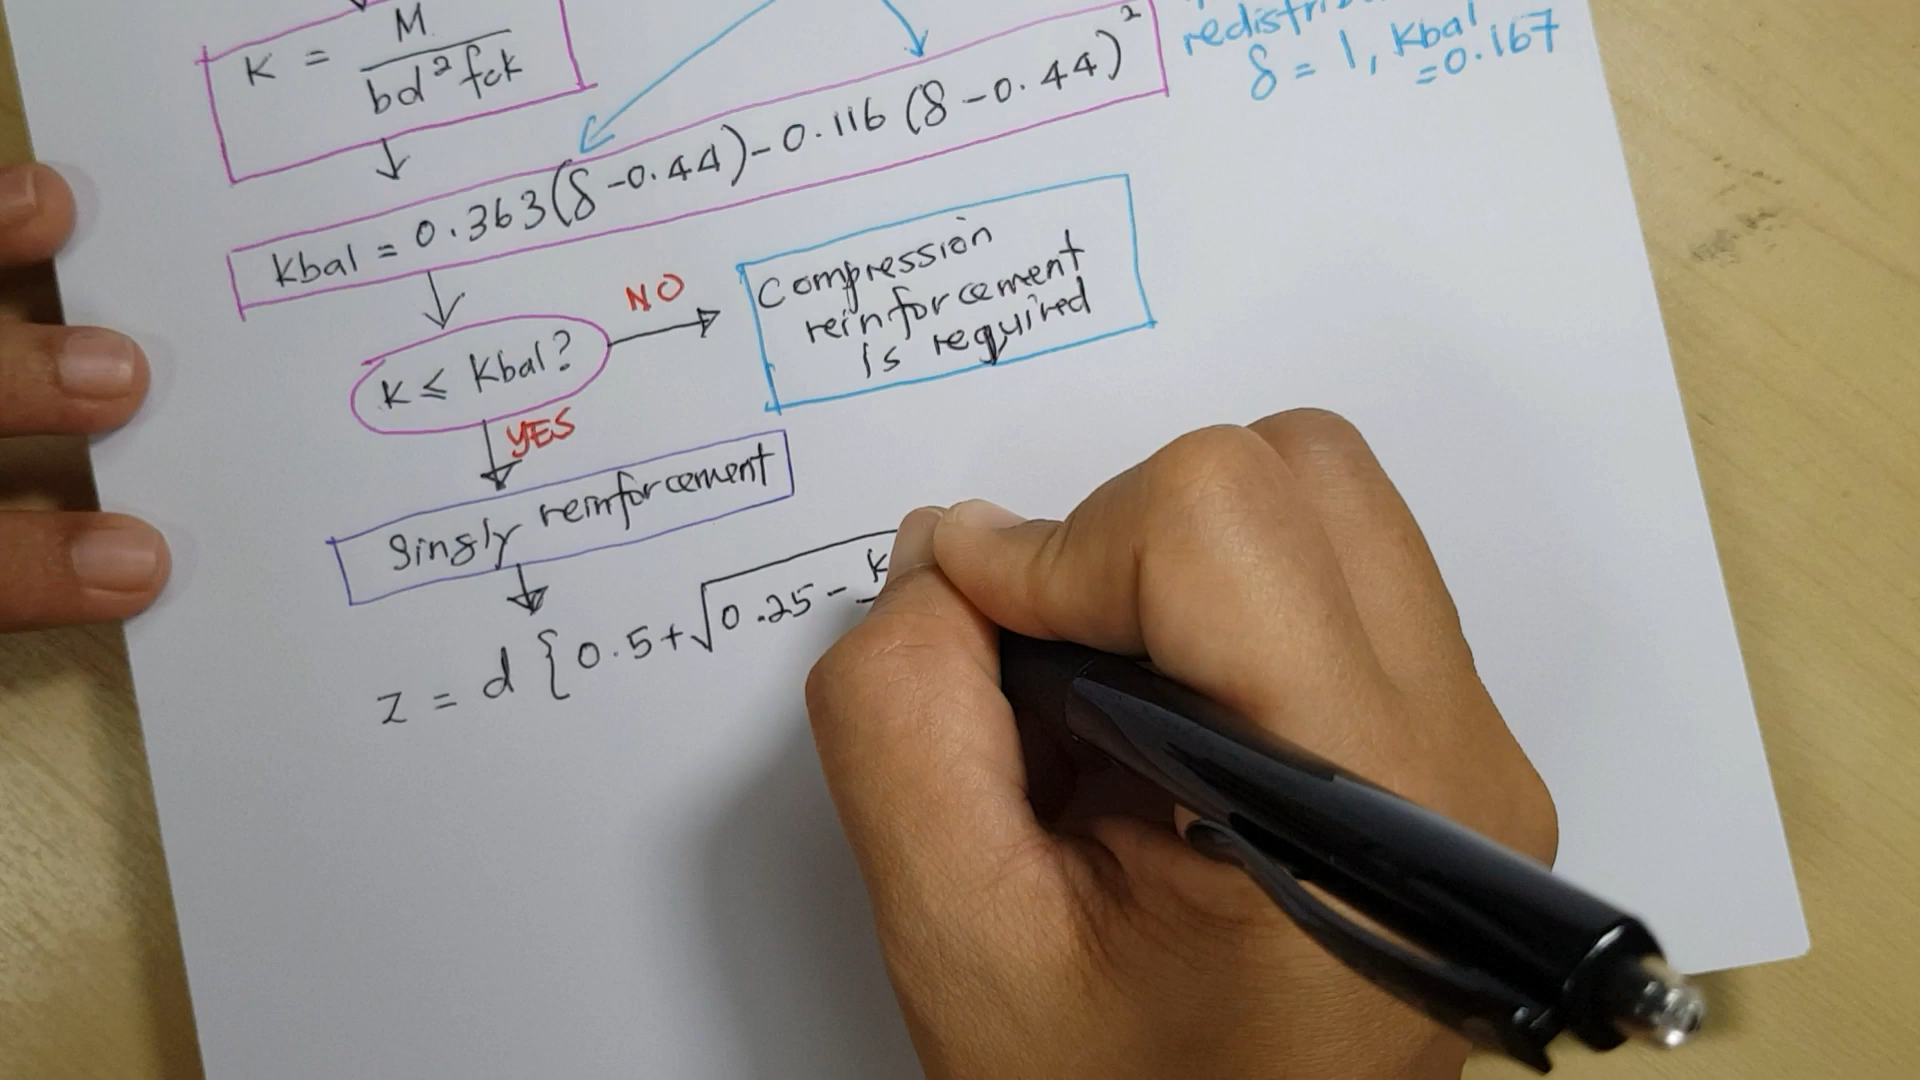 K = M / bd²fck
δ = 1, Kbal = 0.167
Kbal = 0.363(δ-0.44)-0.116(δ-0.44)²
K ≤ Kbal?
NO
Compression
reinforcement
is required
YES
Singly reinforcement
z = d {0.5+√0.25-K